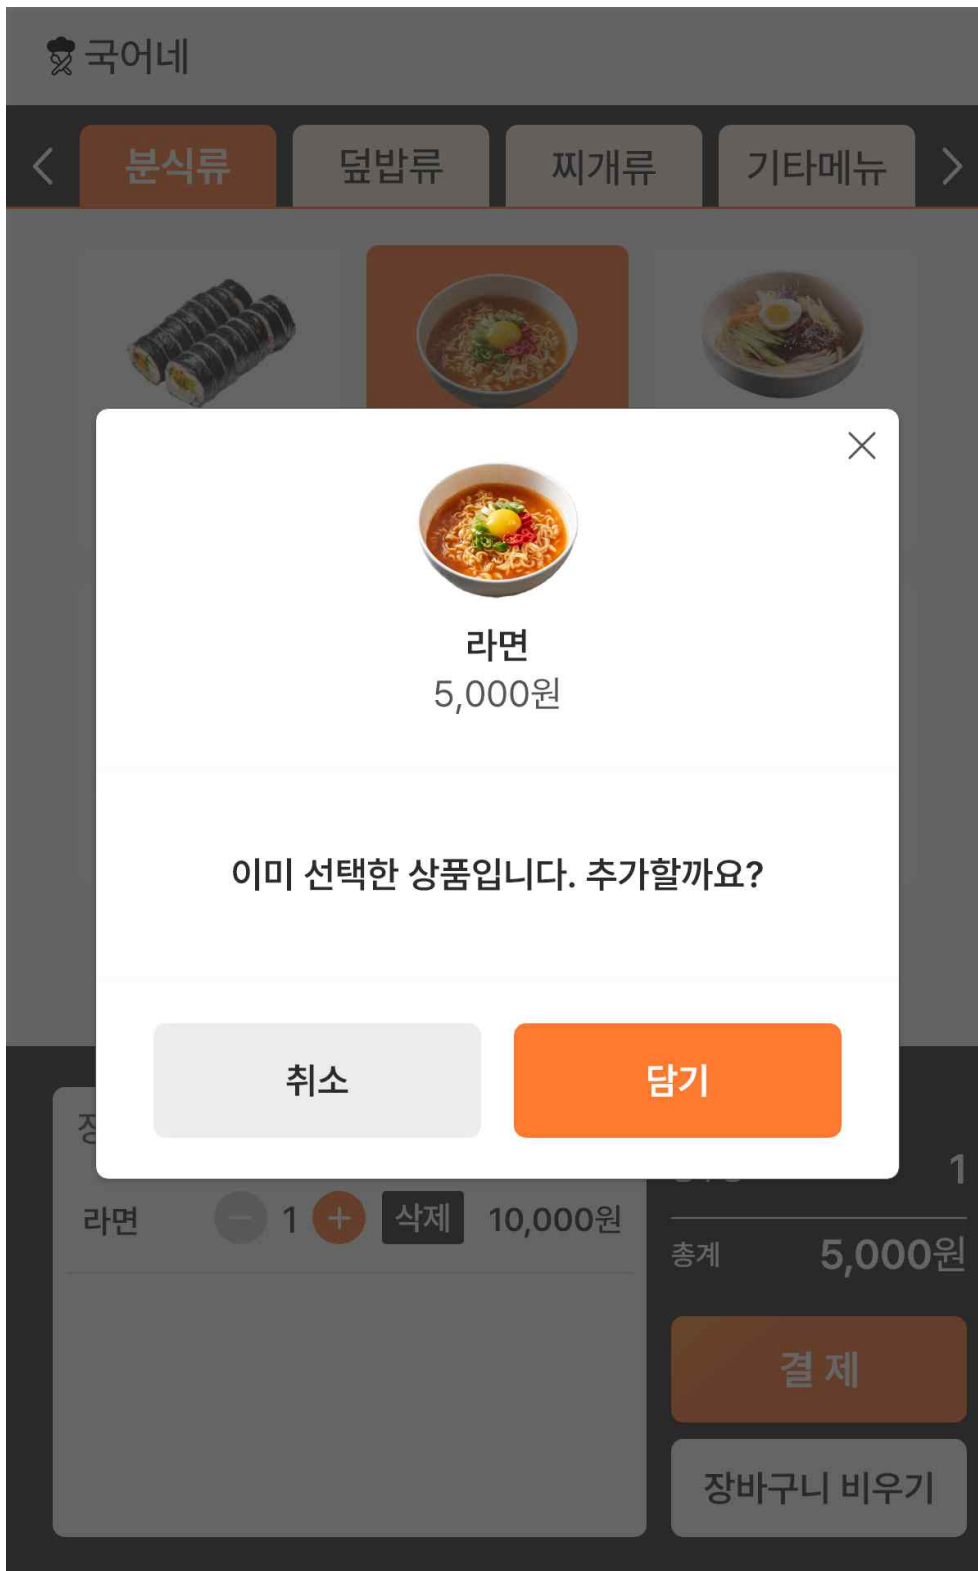 국어네
분식류 덮밥류 찌개류 기타메뉴
라면
5,000원
이미 선택한 상품입니다. 추가할까요?
취소 담기
1
라면 1 삭제 10,000원
총계 5,000원
결 제
장바구니 비우기